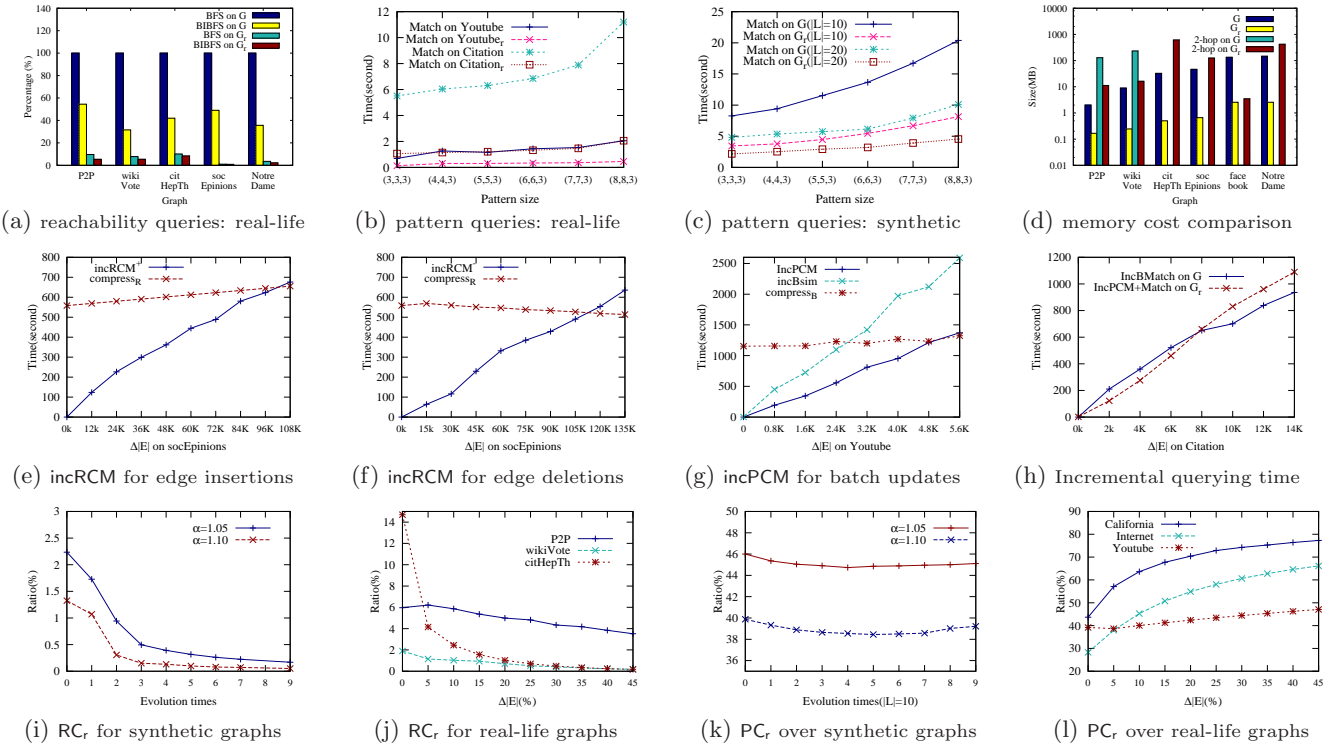 BFS on G
BIBFS on G
BFS on Gr
BIBFS on Gr
Percentage (%)
140
120
100
80
60
40
20
0
P2P
wiki Vote
cit HepTh
soc Epinions
Notre Dame
Graph
(a) reachability queries: real-life
Match on Youtube
Match on Youtuber
Match on Citation
Match on Citationr
Time(second)
12
10
8
6
4
2
0
(3,3,3) (4,4,3) (5,5,3) (6,6,3) (7,7,3) (8,8,3)
Pattern size
(b) pattern queries: real-life
Match on G(|L|=10)
Match on Gr(|L|=10)
Match on G(|L|=20)
Match on Gr(|L|=20)
Time(second)
25
20
15
10
5
0
(3,3,3) (4,4,3) (5,5,3) (6,6,3) (7,7,3) (8,8,3)
Pattern size
(c) pattern queries: synthetic
G
Gr
2-hop on G
2-hop on Gr
Size(MB)
10000
1000
100
10
1
0.1
0.01
P2P
wiki Vote
cit HepTh
soc Epinions
face book
Notre Dame
Graph
(d) memory cost comparison
incRCM+
compressR
Time(second)
800
700
600
500
400
300
200
100
0
0k 12k 24K 36K 48K 60K 72K 84K 96K 108K
Δ|E| on socEpinions
(e) incRCM for edge insertions
incRCM-
compressR
Time(second)
800
700
600
500
400
300
200
100
0
0k 15k 30K 45K 60K 75K 90K 105K 120K 135K
Δ|E| on socEpinions
(f) incRCM for edge deletions
IncPCM
incBsim
compressB
Time(second)
2500
2000
1500
1000
500
0
0 0.8K 1.6K 2.4K 3.2K 4.0K 4.8K 5.6K
Δ|E| on Youtube
(g) incPCM for batch updates
IncBMatch on G
IncPCM+Match on Gr
Time(second)
1200
1000
800
600
400
200
0
0k 2K 4K 6K 8K 10K 12K 14K
Δ|E| on Citation
(h) Incremental querying time
α=1.05
α=1.10
Ratio(%)
3
2.5
2
1.5
1
0.5
0
0 1 2 3 4 5 6 7 8 9
Evolution times
(i) RCr for synthetic graphs
P2P
wikiVote
citHepTh
Ratio(%)
14
12
10
8
6
4
2
0
0 5 10 15 20 25 30 35 40 45
Δ|E|(%)
(j) RCr for real-life graphs
α=1.05
α=1.10
Ratio(%)
50
48
46
44
42
40
38
36
0 1 2 3 4 5 6 7 8 9
Evolution times(|L|=10)
(k) PCr over synthetic graphs
California
Internet
Youtube
Ratio(%)
90
80
70
60
50
40
30
20
0 5 10 15 20 25 30 35 40 45
Δ|E|(%)
(l) PCr over real-life graphs